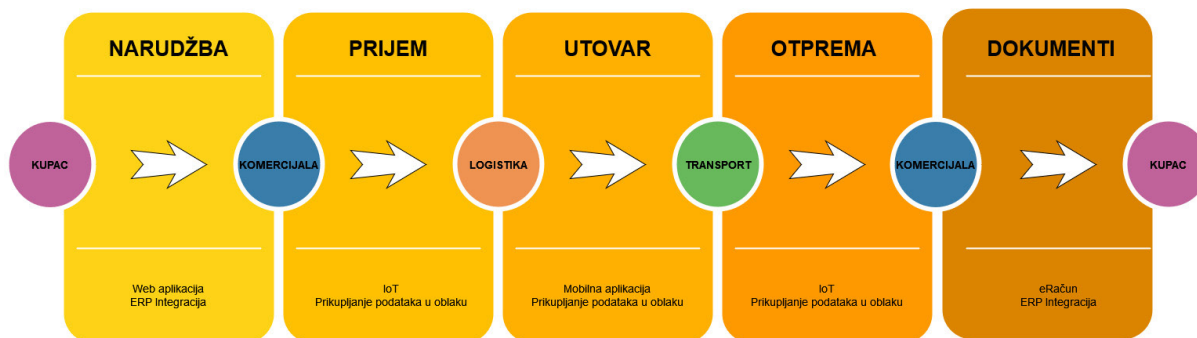 NARUDŽBA
PRIJEM
UTOVAR
OTPREMA
DOKUMENTI
KUPAC
KOMERCIJALA
LOGISTIKA
TRANSPORT
KOMERCIJALA
KUPAC
Web aplikacija
ERP Integracija
IoT
Prikupljanje podataka u oblaku
Mobilna aplikacija
Prikupljanje podataka u oblaku
IoT
Prikupljanje podataka u oblaku
eRačun
ERP Integracija